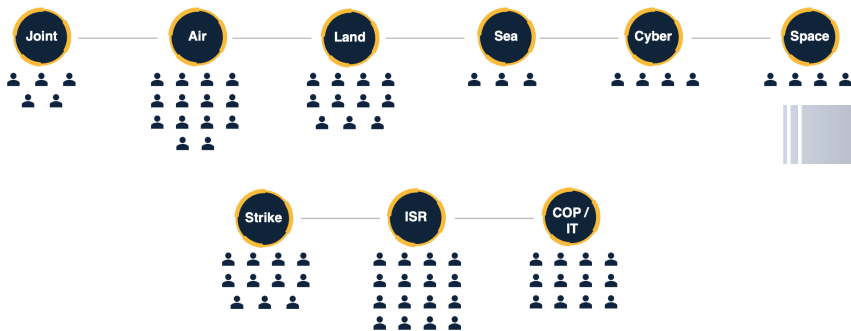 Joint
Air
Land
Sea
Cyber
Space
Strike
ISR
COP /
IT